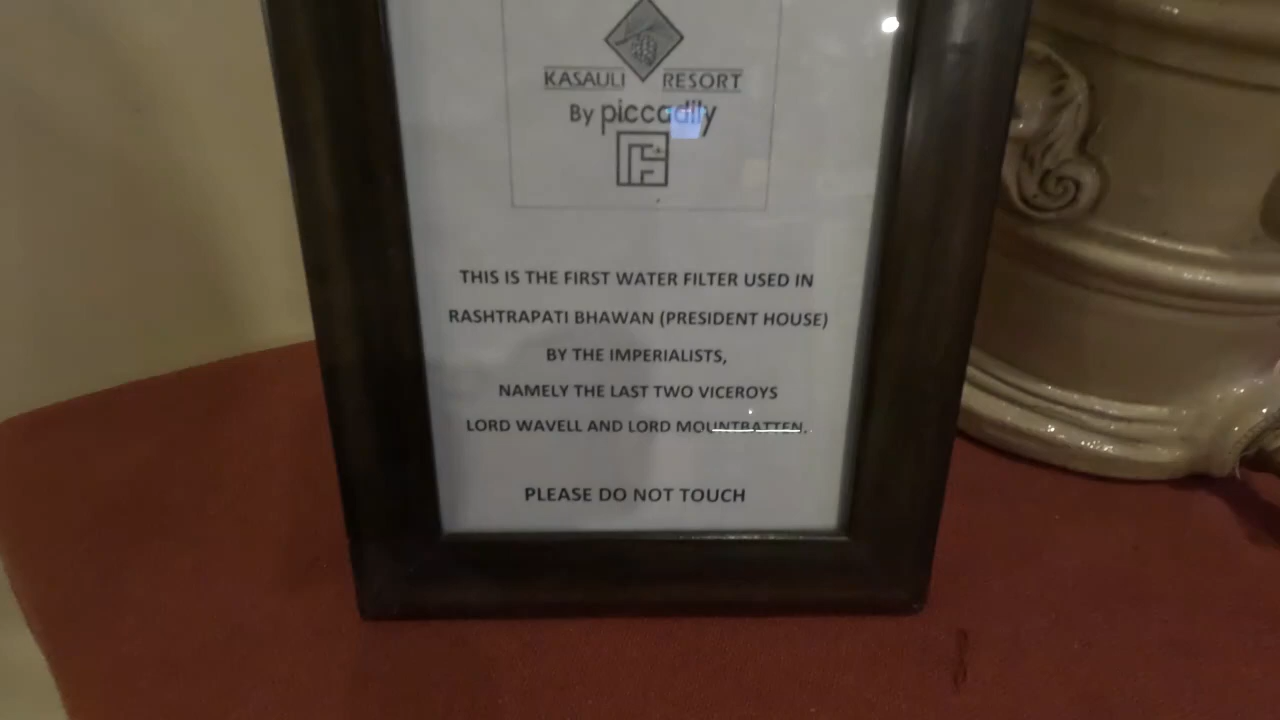 KASAULI RESORT
By piccadily
THIS IS THE FIRST WATER FILTER USED IN
RASHTRAPATI BHAWAN (PRESIDENT HOUSE)
BY THE IMPERIALISTS,
NAMELY THE LAST TWO VICEROYS
LORD WAVELL AND LORD MOUNTBATTEN.
PLEASE DO NOT TOUCH